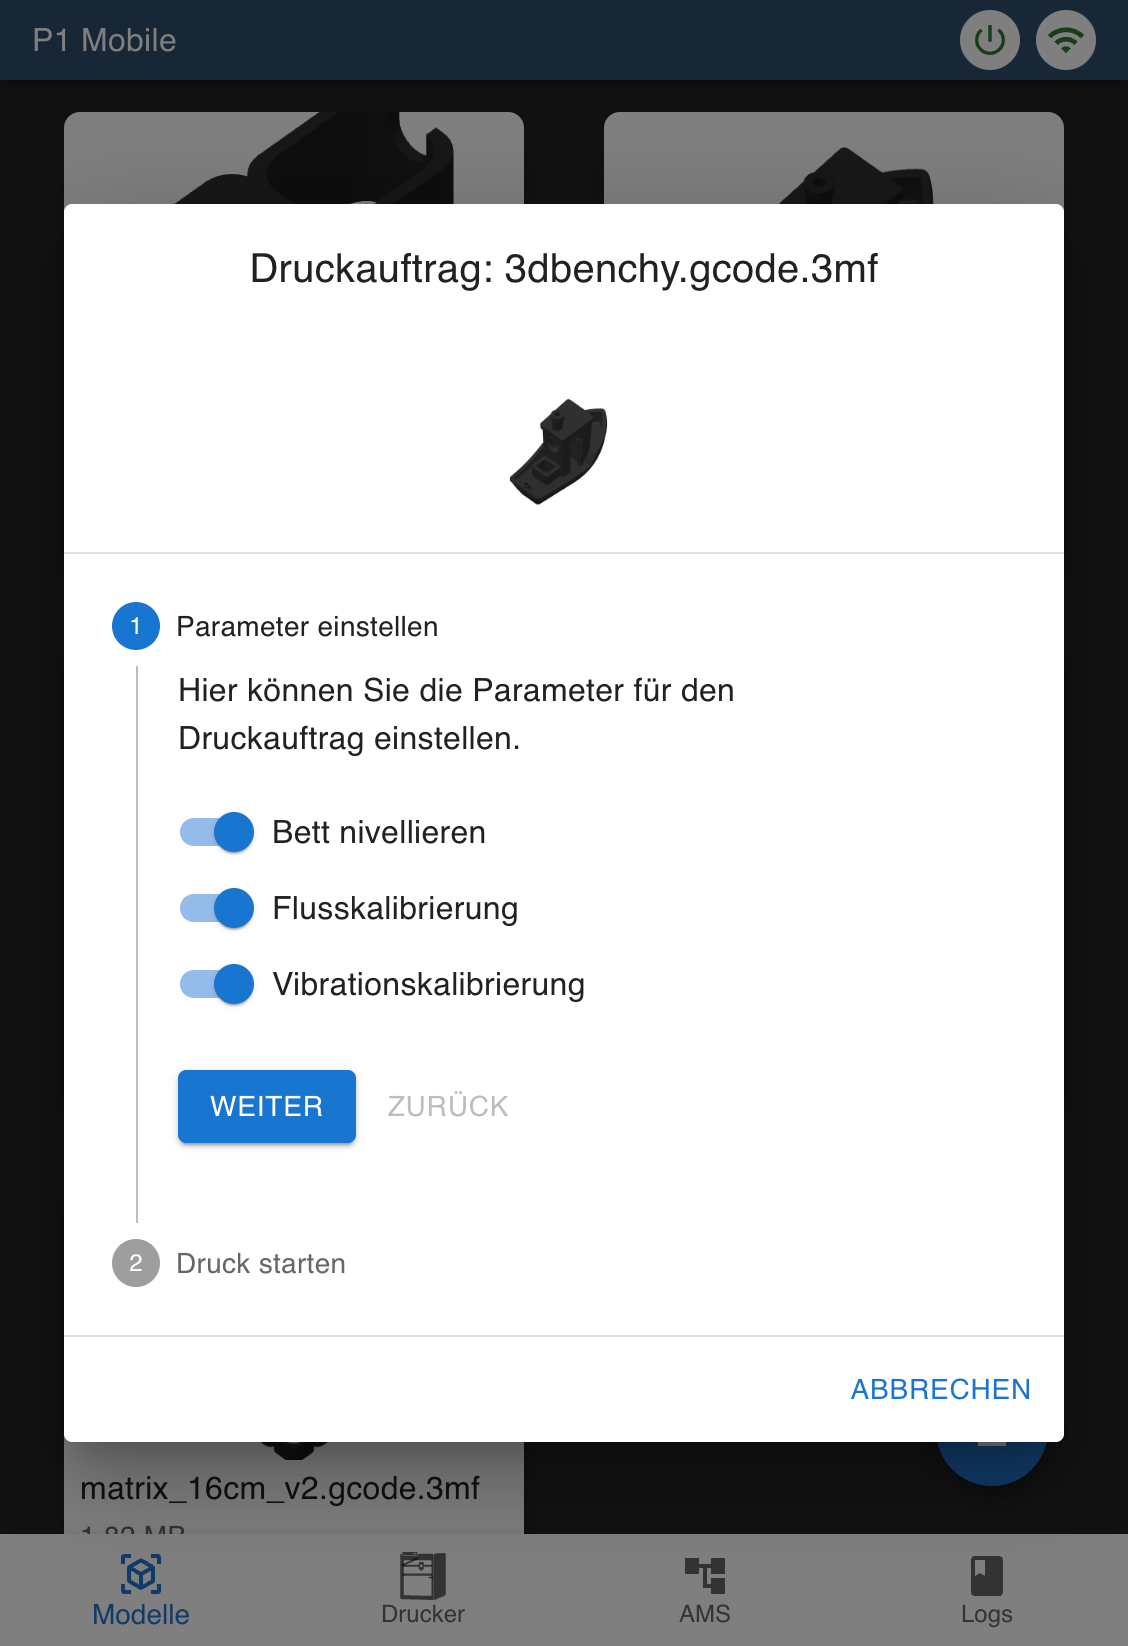 P1 Mobile
Druckauftrag: 3dbenchy.gcode.3mf
1 Parameter einstellen
Hier können Sie die Parameter für den
Druckauftrag einstellen.
Bett nivellieren
Flusskalibrierung
Vibrationskalibrierung
WEITER ZURÜCK
2 Druck starten
ABBRECHEN
matrix_16cm_v2.gcode.3mf
Modelle Drucker AMS Logs